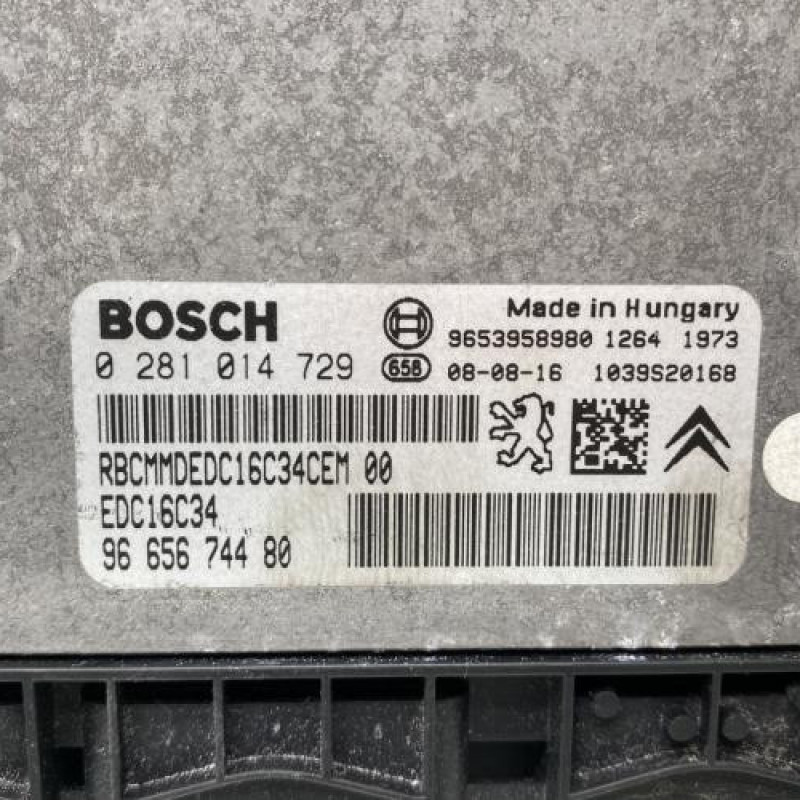 BOSCH
Made in Hungary
9653958980 1264 1973
0 281 014 729 658 08-08-16 1039S20168
RBCMMDEDC16C34CEM 00
EDC16C34
96 656 744 80